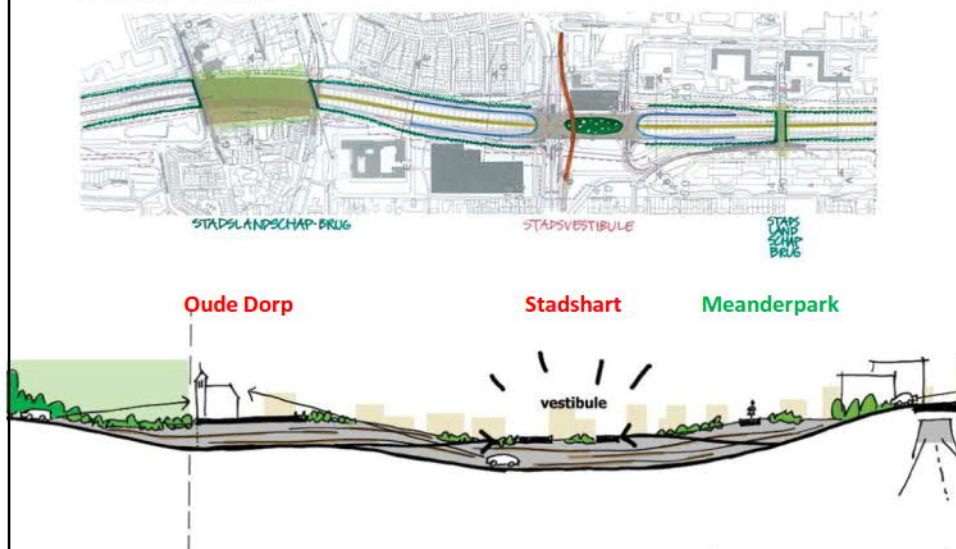 STADSLANDSCHAP-BRUG
STADSVESTIBULE
STADS
LAND
SCHAP
BRUG
Oude Dorp
Stadshart
Meanderpark
vestibule